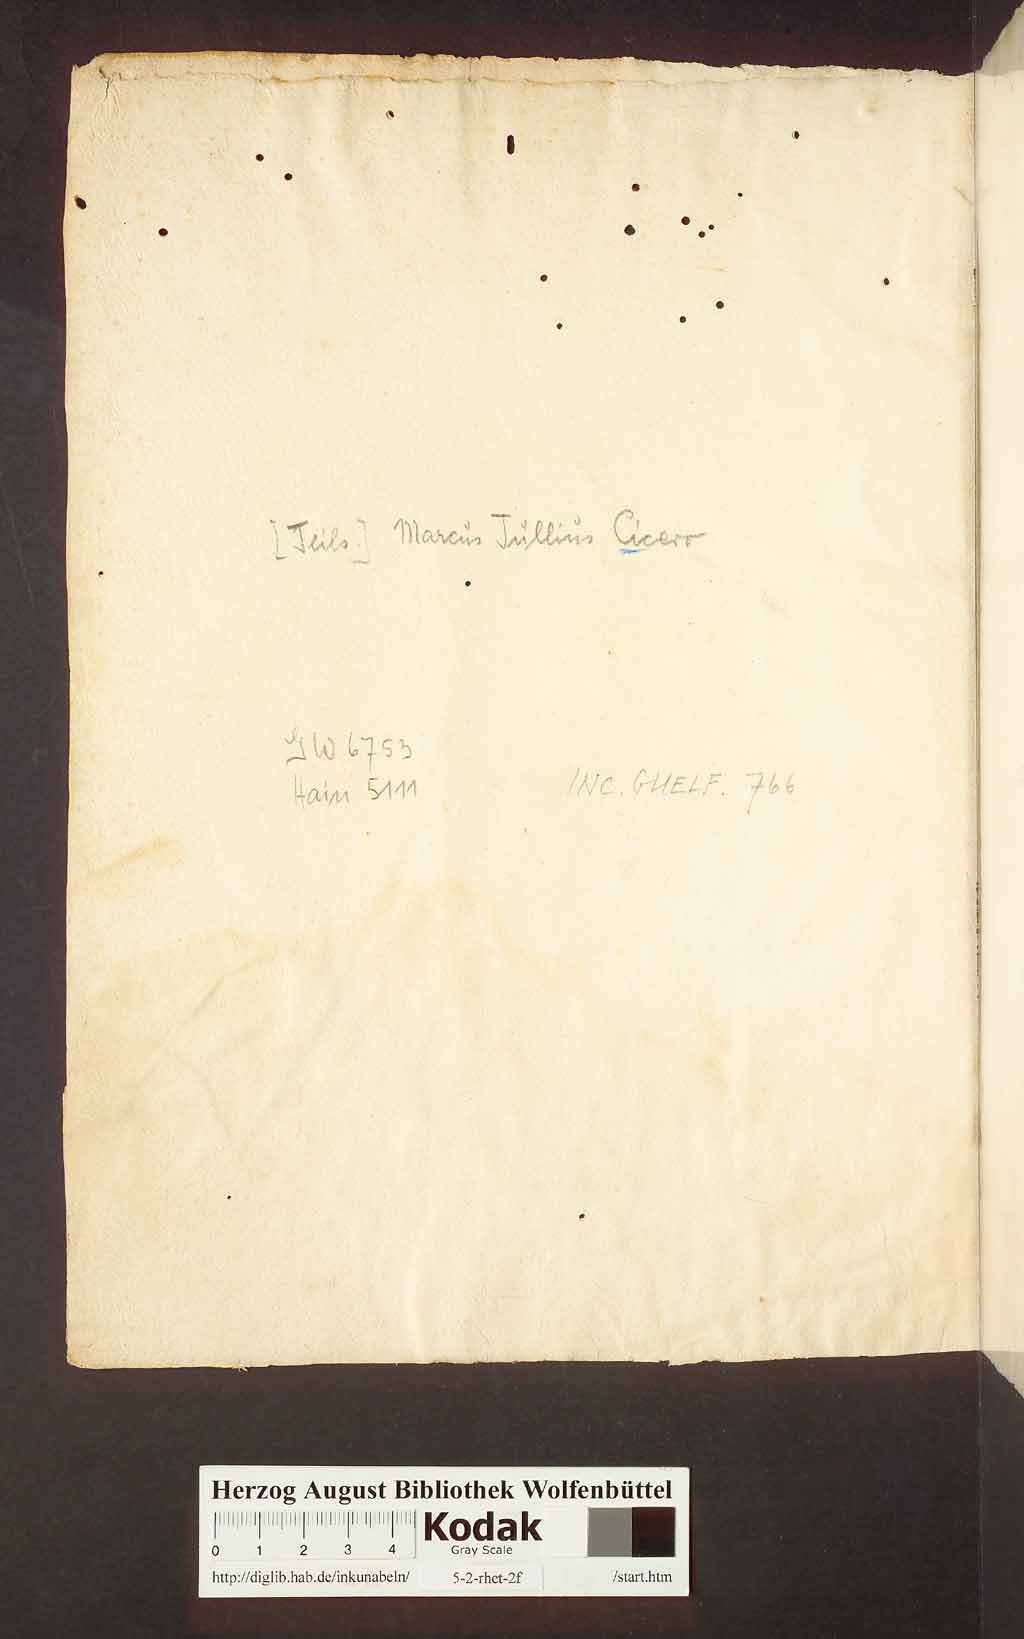 [Teils.] Marcus Tullius Cicero
GW 6753
Hain 5111
INC. GUELF. 766
Herzog August Bibliothek Wolfenbüttel
0 1 2 3 4
Kodak
Gray Scale
http://diglib.hab.de/inkunabeln/ 5-2-rhet-2f /start.htm